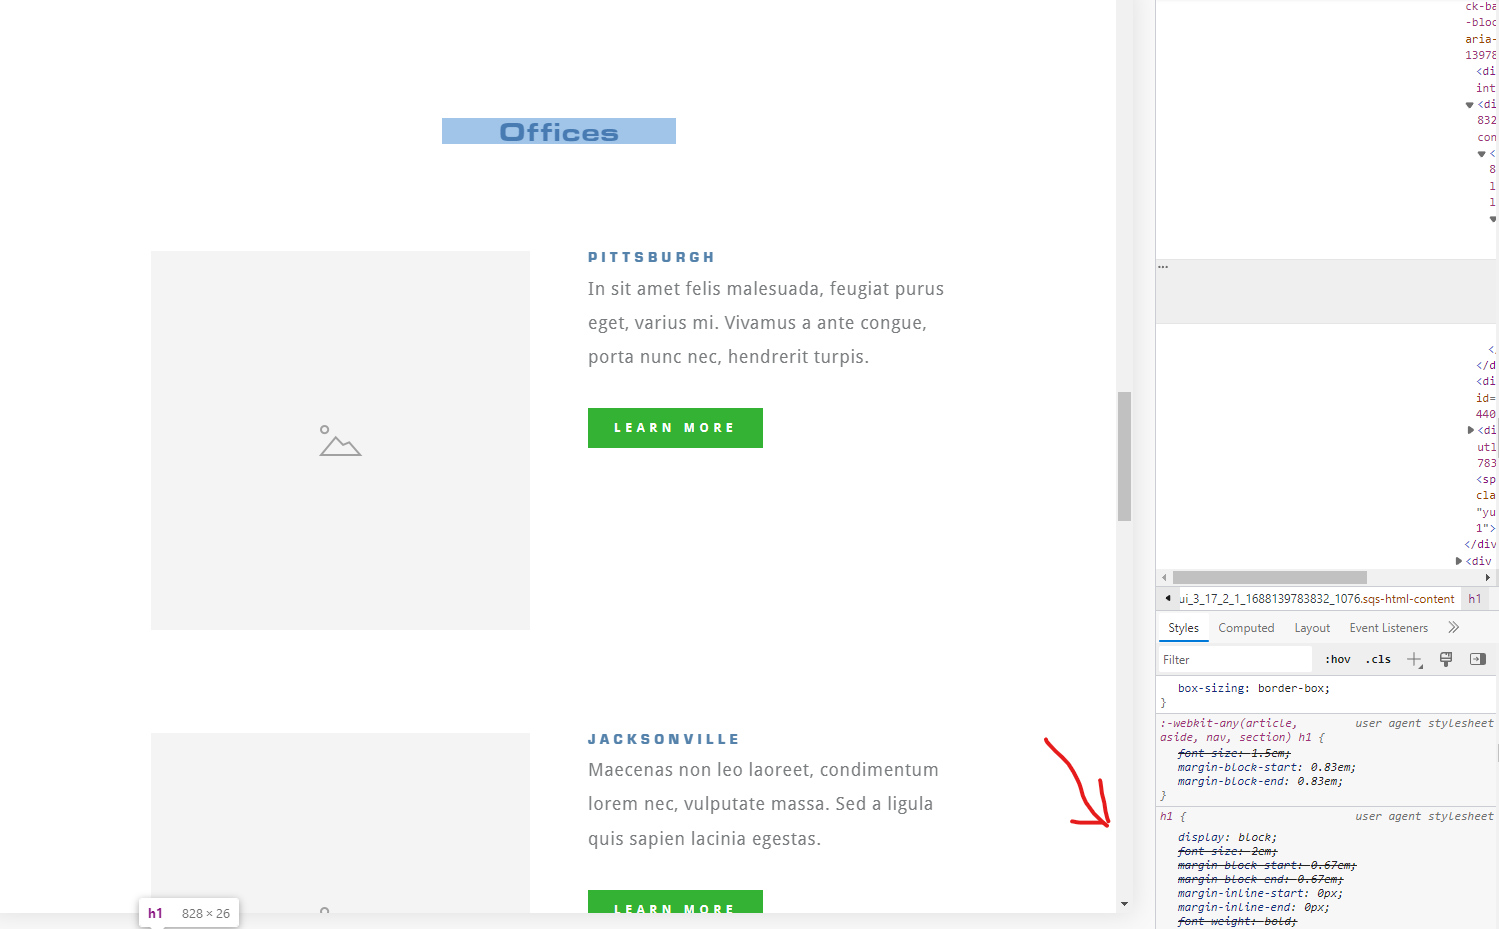 Offices
PITTSBURGH
In sit amet felis malesuada, feugiat purus
eget, varius mi. Vivamus a ante congue,
porta nunc nec, hendrerit turpis.
LEARN MORE
JACKSONVILLE
Maecenas non leo laoreet, condimentum
lorem nec, vulputate massa. Sed a ligula
quis sapien lacinia egestas.
LEARN MORE
h1 828 × 26
ck-ba
-bloc
aria-
13978
<di
int
<di
832
con
<
8
1
1
...
<
</d
<di
id=
440
<di
utl
783
<sp
cla
"yu
1">
</div
<div
ui_3_17_2_1_1688139783832_1076.sqs-html-content h1
Styles Computed Layout Event Listeners
Filter :hov .cls
box-sizing: border-box;
}
:-webkit-any(article, user agent stylesheet
aside, nav, section) h1 {
font-size: 1.5em;
margin-block-start: 0.83em;
margin-block-end: 0.83em;
}
h1 { user agent stylesheet
display: block;
font-size: 2em;
margin-block-start: 0.67em;
margin-block-end: 0.67em;
margin-inline-start: 0px;
margin-inline-end: 0px;
font-weight: bold;